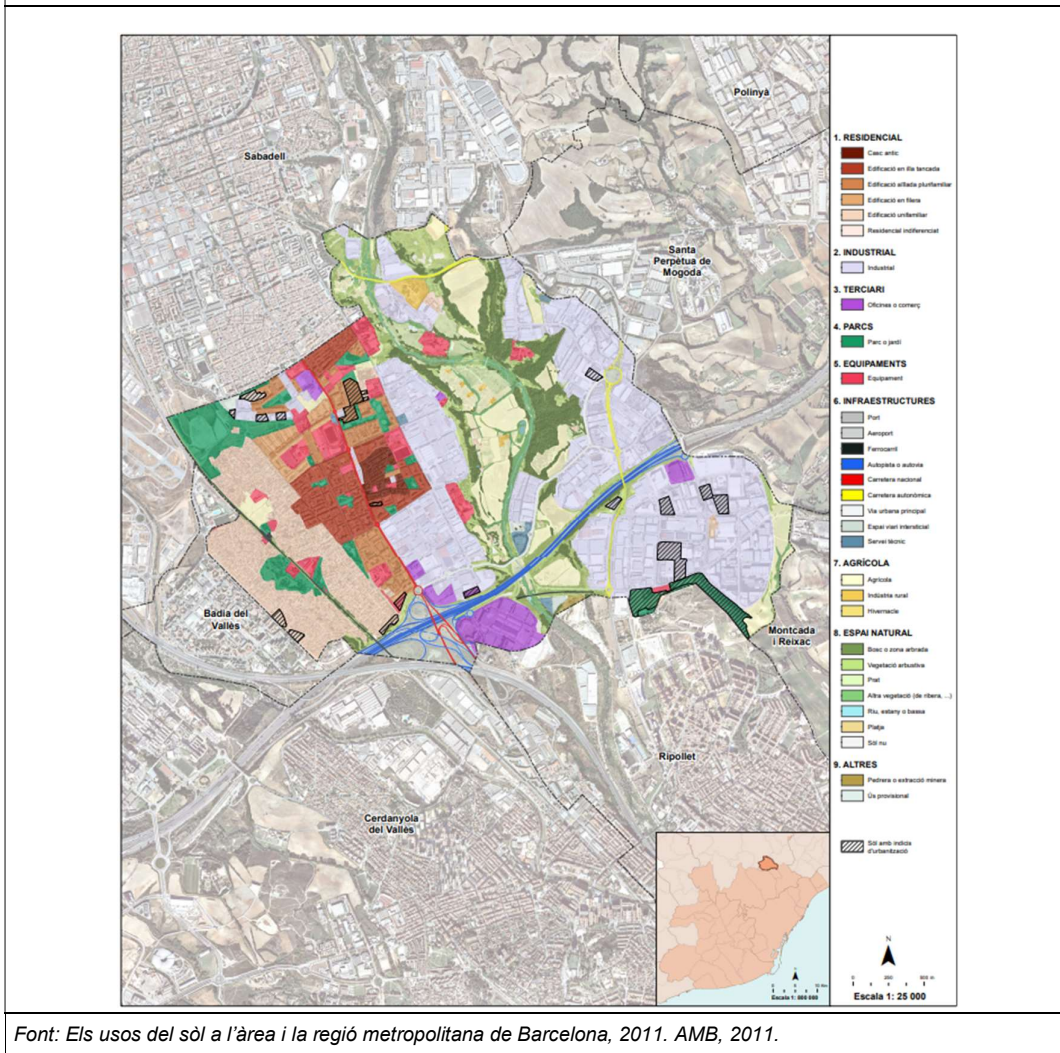 Polinyà
Sabadell
Santa
Perpètua de
Mogoda
Badia del
Vallès
Montcada
i Reixac
Ripollet
Cerdanyola
del Vallès
1. RESIDENCIAL
Casc antic
Edificació en illa tancada
Edificació aïllada plurifamiliar
Edificació en filera
Edificació unifamiliar
Residencial indiferenciat
2. INDUSTRIAL
Industrial
3. TERCIARI
Oficines o comerç
4. PARCS
Parc o jardí
5. EQUIPAMENTS
Equipament
6. INFRAESTRUCTURES
Port
Aeroport
Ferrocarril
Autopista o autovia
Carretera nacional
Carretera autonòmica
Via urbana principal
Espai viari intersticial
Servei tècnic
7. AGRÍCOLA
Agrícola
Indústria rural
Hivernacle
8. ESPAI NATURAL
Bosc o zona arbrada
Vegetació arbustiva
Prat
Altra vegetació (de ribera, ...)
Riu, estany o bassa
Platja
Sòl nu
9. ALTRES
Pedrera o extracció minera
Ús provisional
Sòl amb indicis
d'urbanització
N
Escala 1: 25 000
N
Escala 1: 600 000
Font: Els usos del sòl a l'àrea i la regió metropolitana de Barcelona, 2011. AMB, 2011.